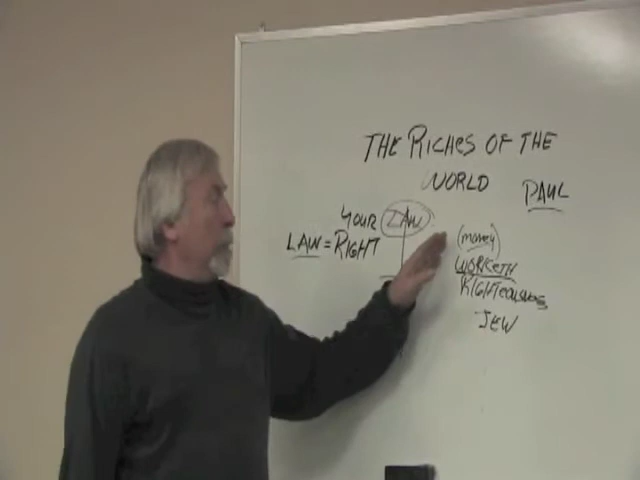 THE RICHES OF THE
WORLD
PAUL
YOUR LAW
LAW = RIGHT
(money)
WORKETH
RIGHTEOUSNESS
JEW